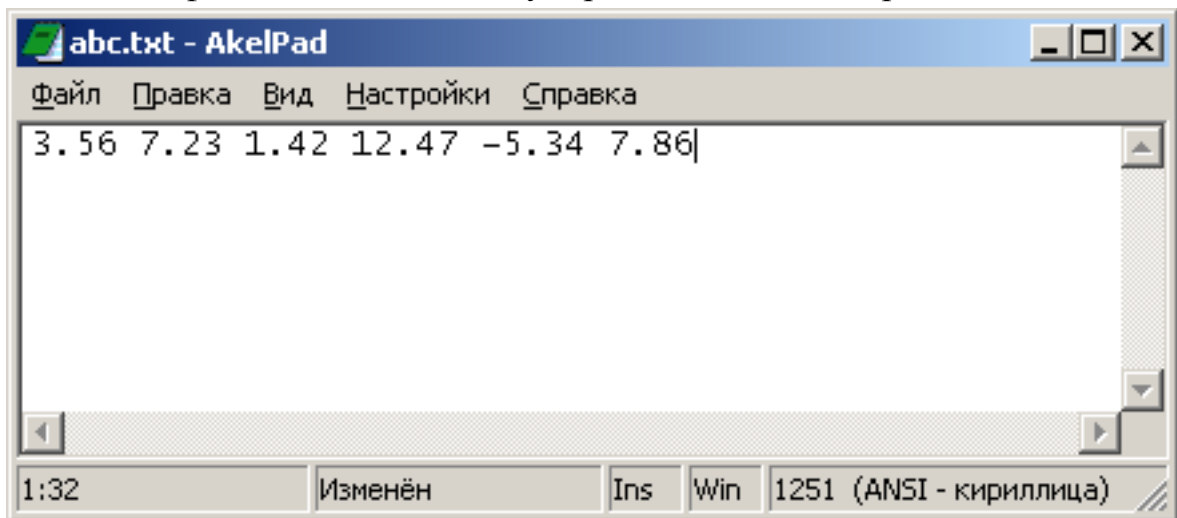 abc.txt - AkelPad
Файл Правка Вид Настройки Справка
3.56 7.23 1.42 12.47 -5.34 7.86
1:32 Изменён Ins Win 1251 (ANSI - кириллица)